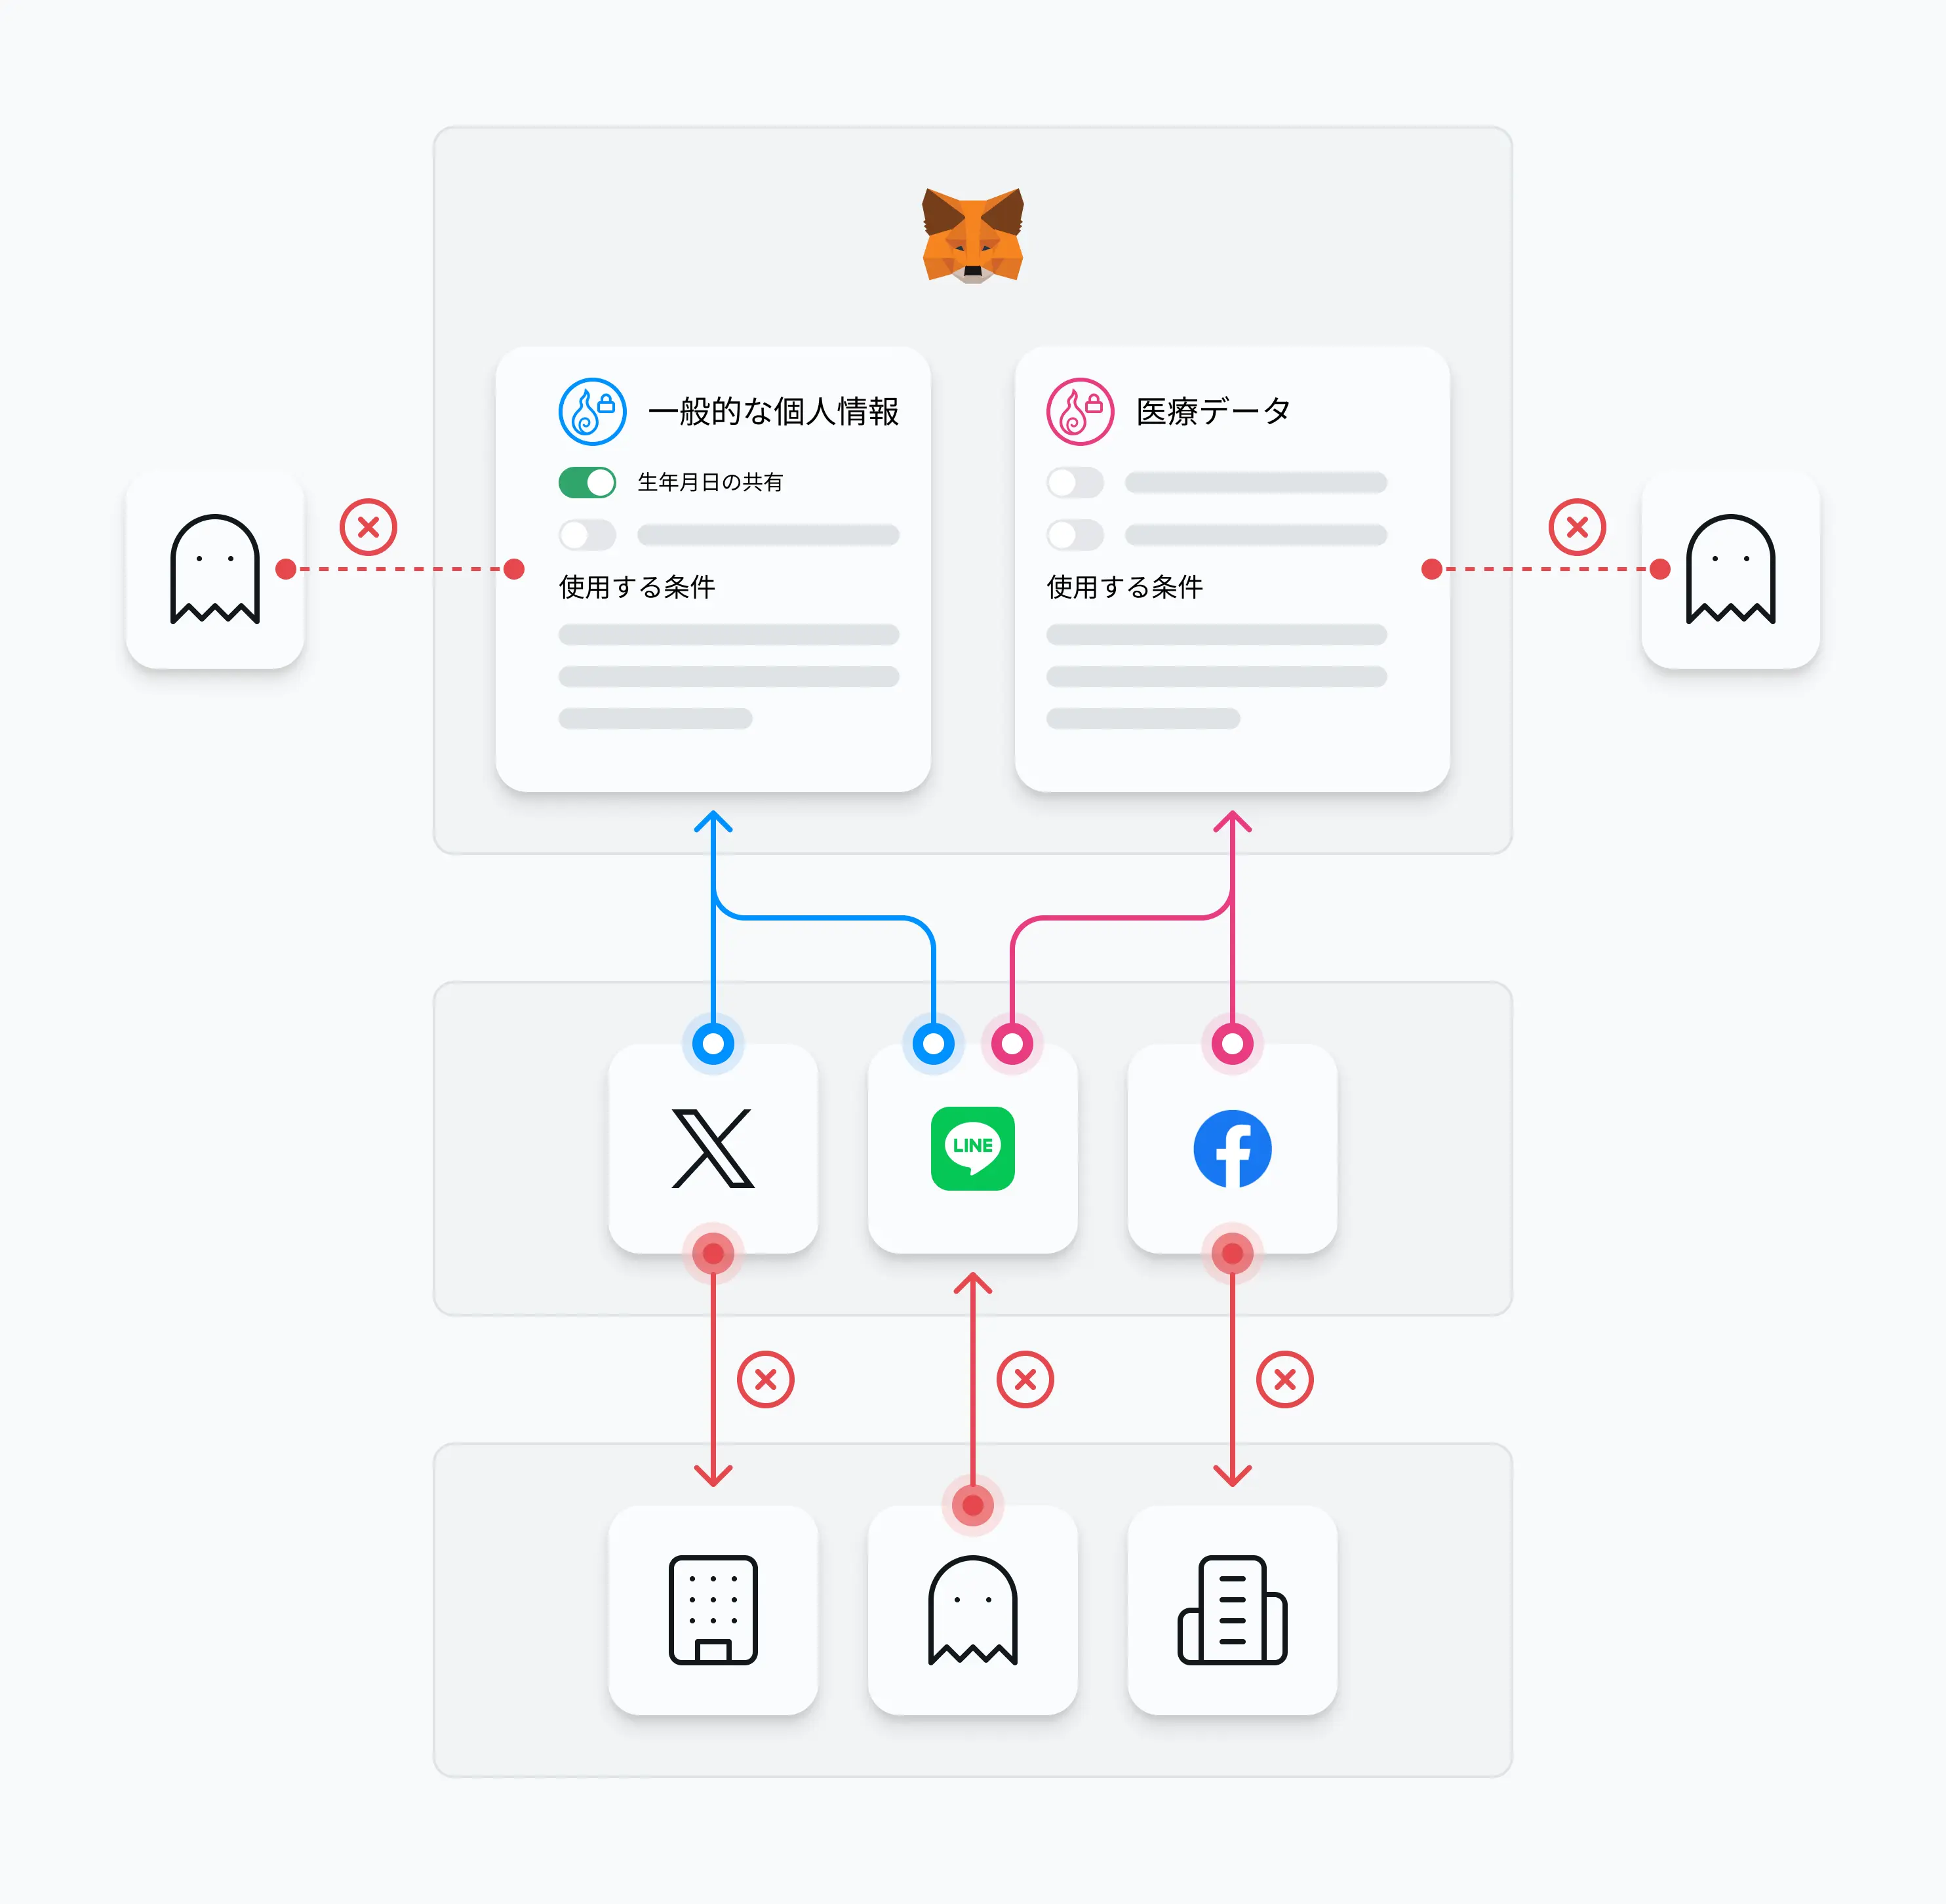 一般的な個人情報
生年月日の共有
使用する条件
医療データ
使用する条件
LINE